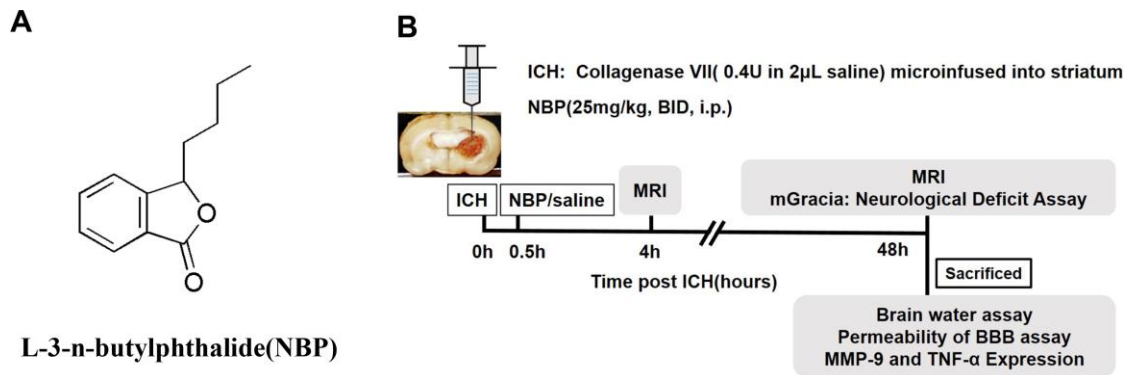 A
O
O
L-3-n-butylphthalide(NBP)
B
ICH: Collagenase VII( 0.4U in 2μL saline) microinfused into striatum
NBP(25mg/kg, BID, i.p.)
ICH
NBP/saline
MRI
MRI
mGracia: Neurological Deficit Assay
0h
0.5h
4h
48h
Time post ICH(hours)
Sacrificed
Brain water assay
Permeability of BBB assay
MMP-9 and TNF-α Expression